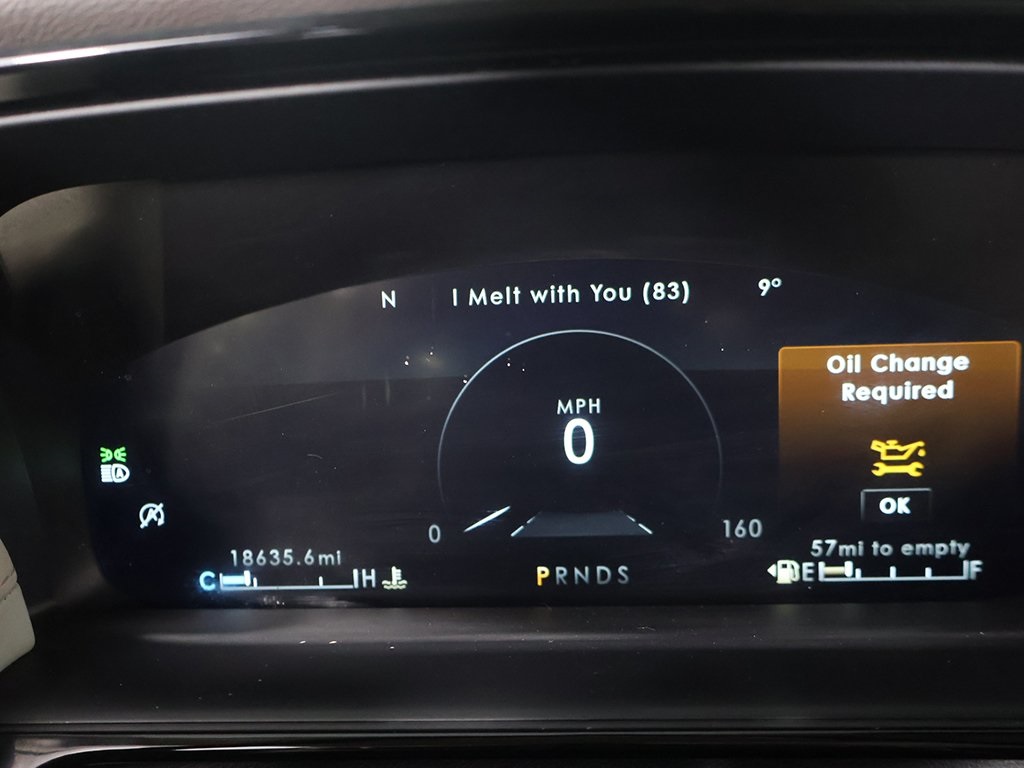 N I Melt with You (83) 9°
Oil Change
Required
MPH
0
OK
0 160
18635.6mi
57mi to empty
C H
PRNDS
E F